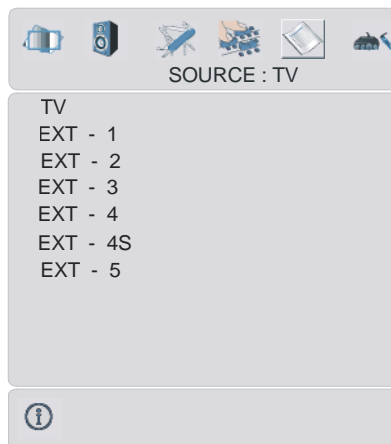 SOURCE : TV
TV
EXT - 1
EXT - 2
EXT - 3
EXT - 4
EXT - 4S
EXT - 5